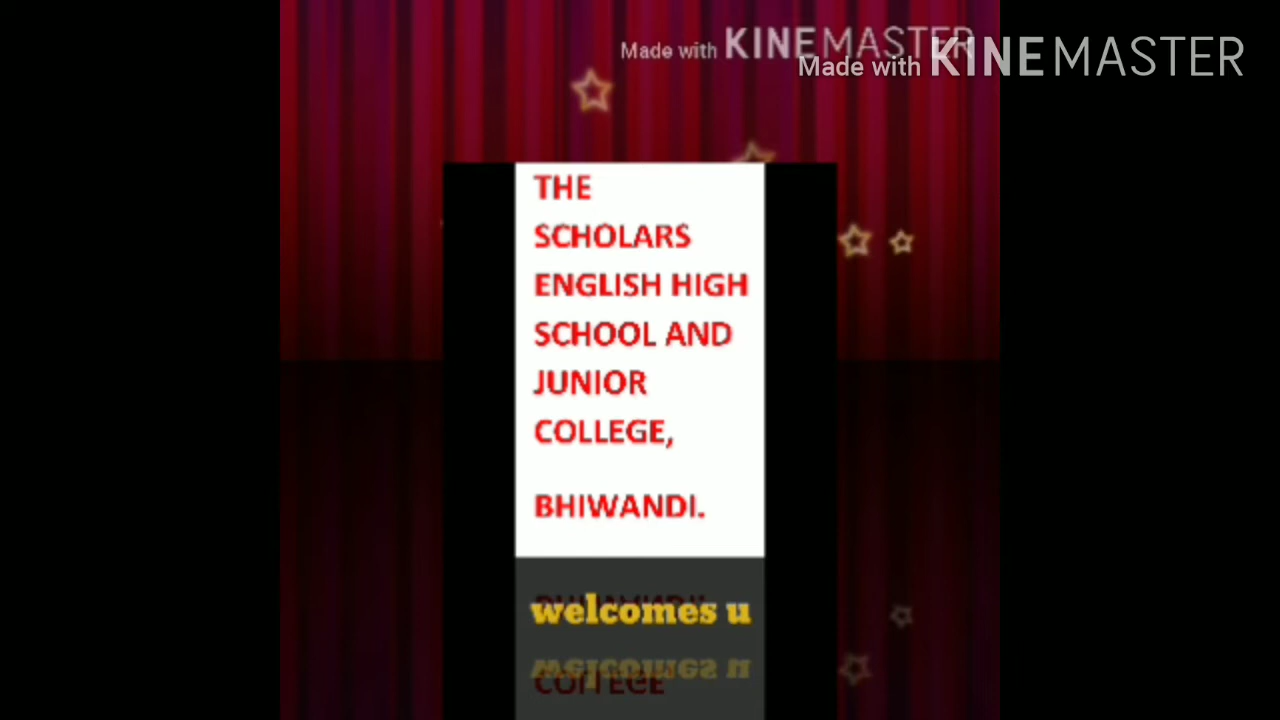 Made with KINEMASTER
Made with KINEMASTER
THE
SCHOLARS
ENGLISH HIGH
SCHOOL AND
JUNIOR
COLLEGE,
BHIWANDI.
welcomes u